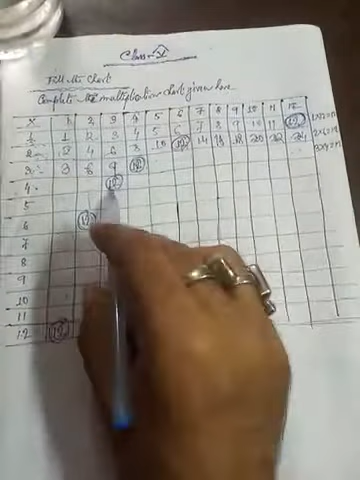 Class - V
Fill the Chart
Complete the multiplication chart given here
X 1 2 3 4 5 6 7 8 9 10 11 12
1 1 2 3 4 5 6 7 8 9 10 11 12
2 2 4 6 8 10 12 14 16 18 20 22 24
3 3 6 9 12
4 12
5
6 12
7
8
9
10
11
12 12